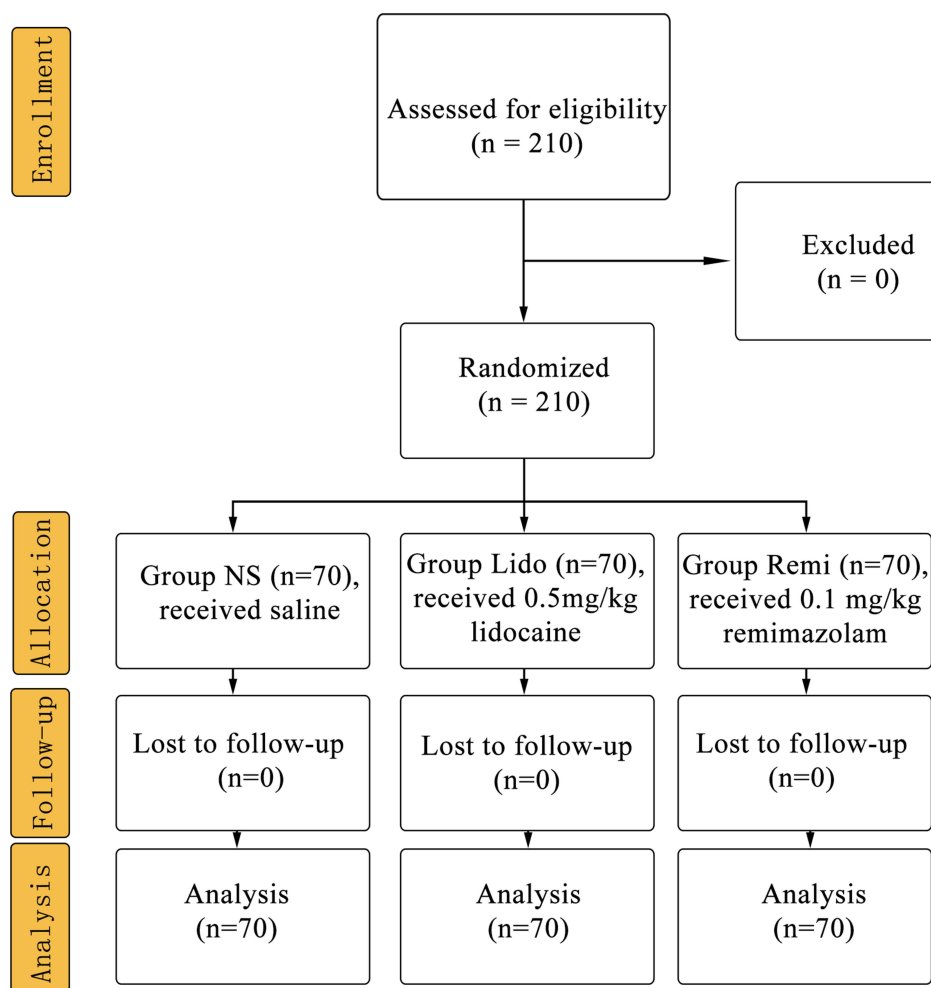 Enrollment
Assessed for eligibility
(n = 210)
Excluded
(n = 0)
Randomized
(n = 210)
Allocation
Group NS (n=70),
received saline
Group Lido (n=70),
received 0.5mg/kg
lidocaine
Group Remi (n=70),
received 0.1 mg/kg
remimazolam
Follow-up
Lost to follow-up
(n=0)
Lost to follow-up
(n=0)
Lost to follow-up
(n=0)
Analysis
Analysis
(n=70)
Analysis
(n=70)
Analysis
(n=70)